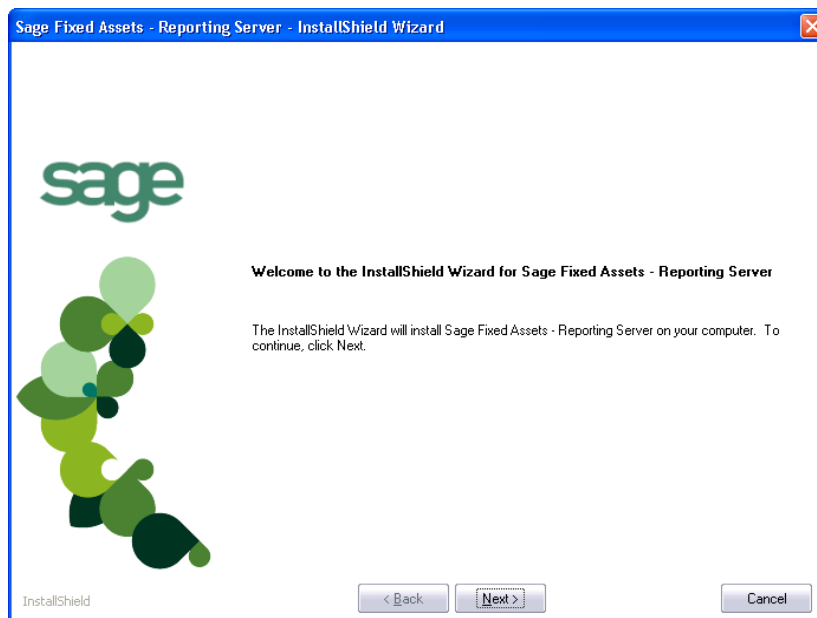 Sage Fixed Assets - Reporting Server - InstallShield Wizard
sage
Welcome to the InstallShield Wizard for Sage Fixed Assets - Reporting Server
The InstallShield Wizard will install Sage Fixed Assets - Reporting Server on your computer. To
continue, click Next.
InstallShield
< Back
Next >
Cancel